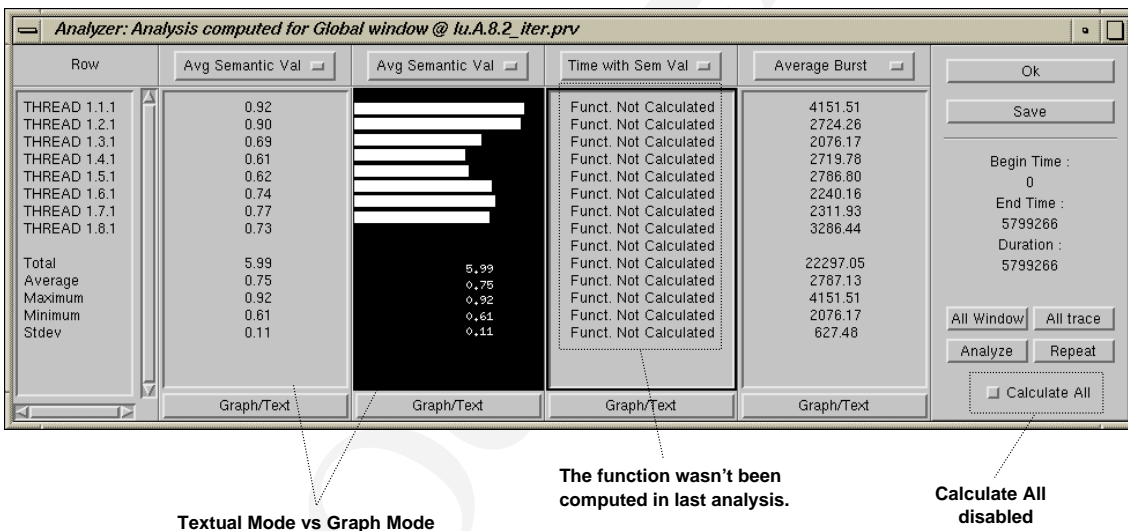 Analyzer: Analysis computed for Global window @ lu.A.8.2_iter.prv
Row
Avg Semantic Val
Avg Semantic Val
Time with Sem Val
Average Burst
Ok
Save
THREAD 1.1.1 0.92 Funct. Not Calculated 4151.51
THREAD 1.2.1 0.90 Funct. Not Calculated 2724.26
THREAD 1.3.1 0.69 Funct. Not Calculated 2076.17
THREAD 1.4.1 0.61 Funct. Not Calculated 2719.78
THREAD 1.5.1 0.62 Funct. Not Calculated 2786.80
THREAD 1.6.1 0.74 Funct. Not Calculated 2240.16
THREAD 1.7.1 0.77 Funct. Not Calculated 2311.93
THREAD 1.8.1 0.73 Funct. Not Calculated 3286.44
Funct. Not Calculated
Total 5.99 5.99 Funct. Not Calculated 22297.05
Average 0.75 0.75 Funct. Not Calculated 2787.13
Maximum 0.92 0.92 Funct. Not Calculated 4151.51
Minimum 0.61 0.61 Funct. Not Calculated 2076.17
Stdev 0.11 0.11 Funct. Not Calculated 627.48
Begin Time :
0
End Time :
5799266
Duration :
5799266
All Window
All trace
Analyze
Repeat
Calculate All
Graph/Text
Graph/Text
Graph/Text
Graph/Text
The function wasn't been
computed in last analysis.
Calculate All
disabled
Textual Mode vs Graph Mode